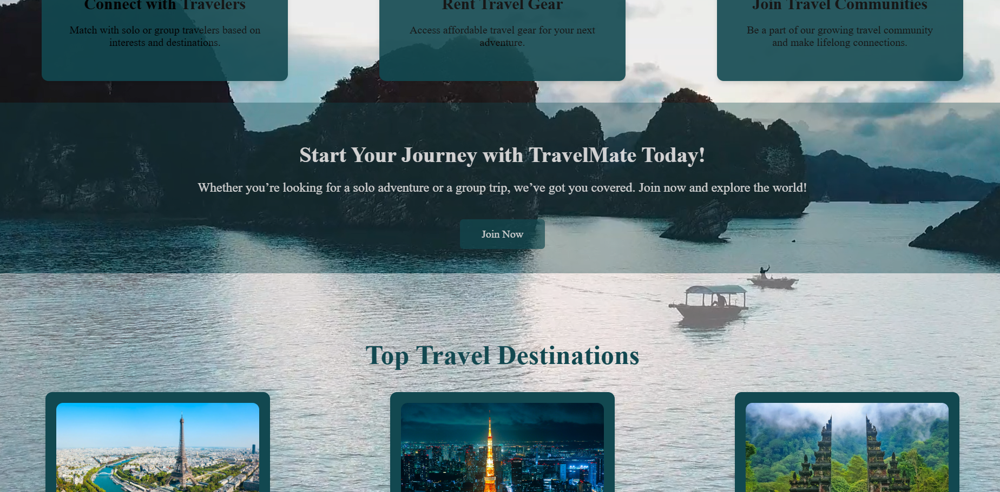 Connect with Travelers
Match with solo or group travelers based on
interests and destinations.
Rent Travel Gear
Access affordable travel gear for your next
adventure.
Join Travel Communities
Be a part of our growing travel community
and make lifelong connections.
Start Your Journey with TravelMate Today!
Whether you’re looking for a solo adventure or a group trip, we’ve got you covered. Join now and explore the world!
Join Now
Top Travel Destinations